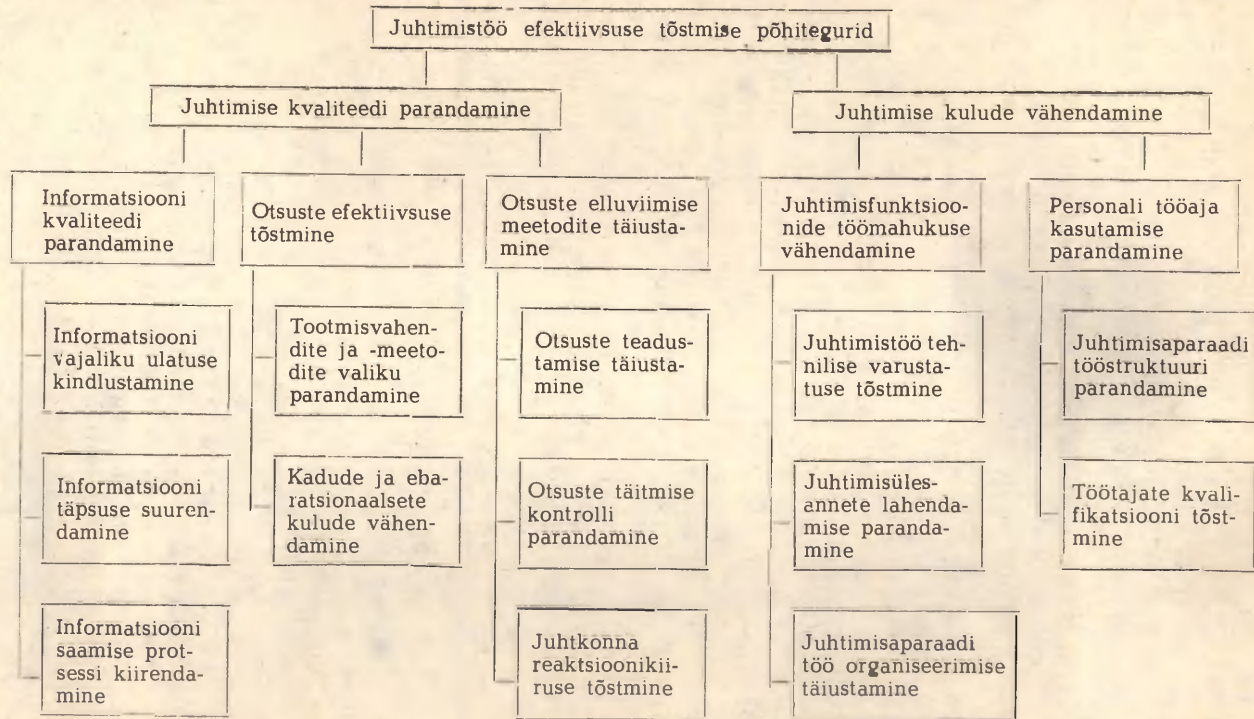 Juhtimistöö efektiivsuse tõstmise põhitegurid
Juhtimise kvaliteedi parandamine
Juhtimise kulude vähendamine
Informatsiooni
kvaliteedi
parandamine
Otsuste efektiivsuse
tõstmine
Otsuste elluviimise
meetodite täiusta-
mine
Juhtimisfunktsioo-
nide töömahukuse
vähendamine
Personali tööaja
kasutamise
parandamine
Informatsiooni
vajaliku ulatuse
kindlustamine
Tootmisvahen-
dite ja -meeto-
dite valiku
parandamine
Otsuste teadus-
tamise täiusta-
mine
Juhtimistöö teh-
nilise varusta-
tuse tõstmine
Juhtimisaparaadi
tööstruktuuri
parandamine
Informatsiooni
täpsuse suuren-
damine
Kadude ja eba-
ratsionaalsete
kulude vähen-
damine
Otsuste täitmise
kontrolli
parandamine
Juhtimisüles-
annete lahenda-
mise paranda-
mine
Töötajate kvali-
fikatsiooni tõst-
mine
Informatsiooni
saamise prot-
sessi kiirenda-
mine
Juhtkonna
reaktsioonikii-
ruse tõstmine
Juhtimisaparaadi
töö organiseerimise
täiustamine